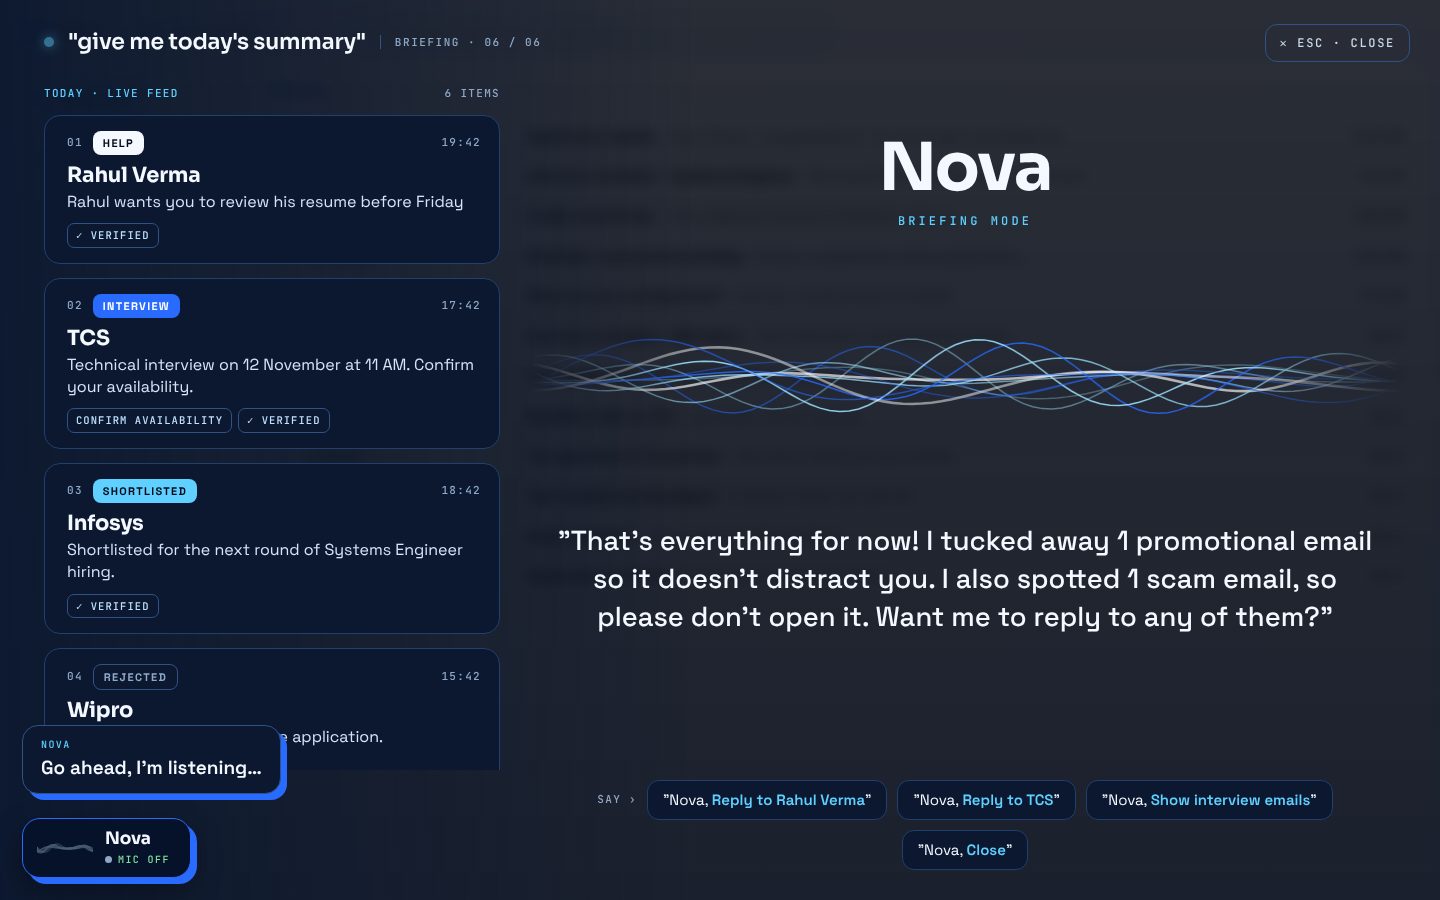 "give me today's summary"
BRIEFING · 06 / 06
× ESC · CLOSE
TODAY · LIVE FEED
6 ITEMS
01 HELP 19:42
Rahul Verma
Rahul wants you to review his resume before Friday
✓ VERIFIED
02 INTERVIEW 17:42
TCS
Technical interview on 12 November at 11 AM. Confirm
your availability.
CONFIRM AVAILABILITY ✓ VERIFIED
03 SHORTLISTED 18:42
Infosys
Shortlisted for the next round of Systems Engineer
hiring.
✓ VERIFIED
04 REJECTED 15:42
Wipro
application.
NOVA
Go ahead, I'm listening...
Nova
MIC OFF
Nova
BRIEFING MODE
"That's everything for now! I tucked away 1 promotional email
so it doesn't distract you. I also spotted 1 scam email, so
please don't open it. Want me to reply to any of them?"
SAY ›
"Nova, Reply to Rahul Verma"
"Nova, Reply to TCS"
"Nova, Show interview emails"
"Nova, Close"